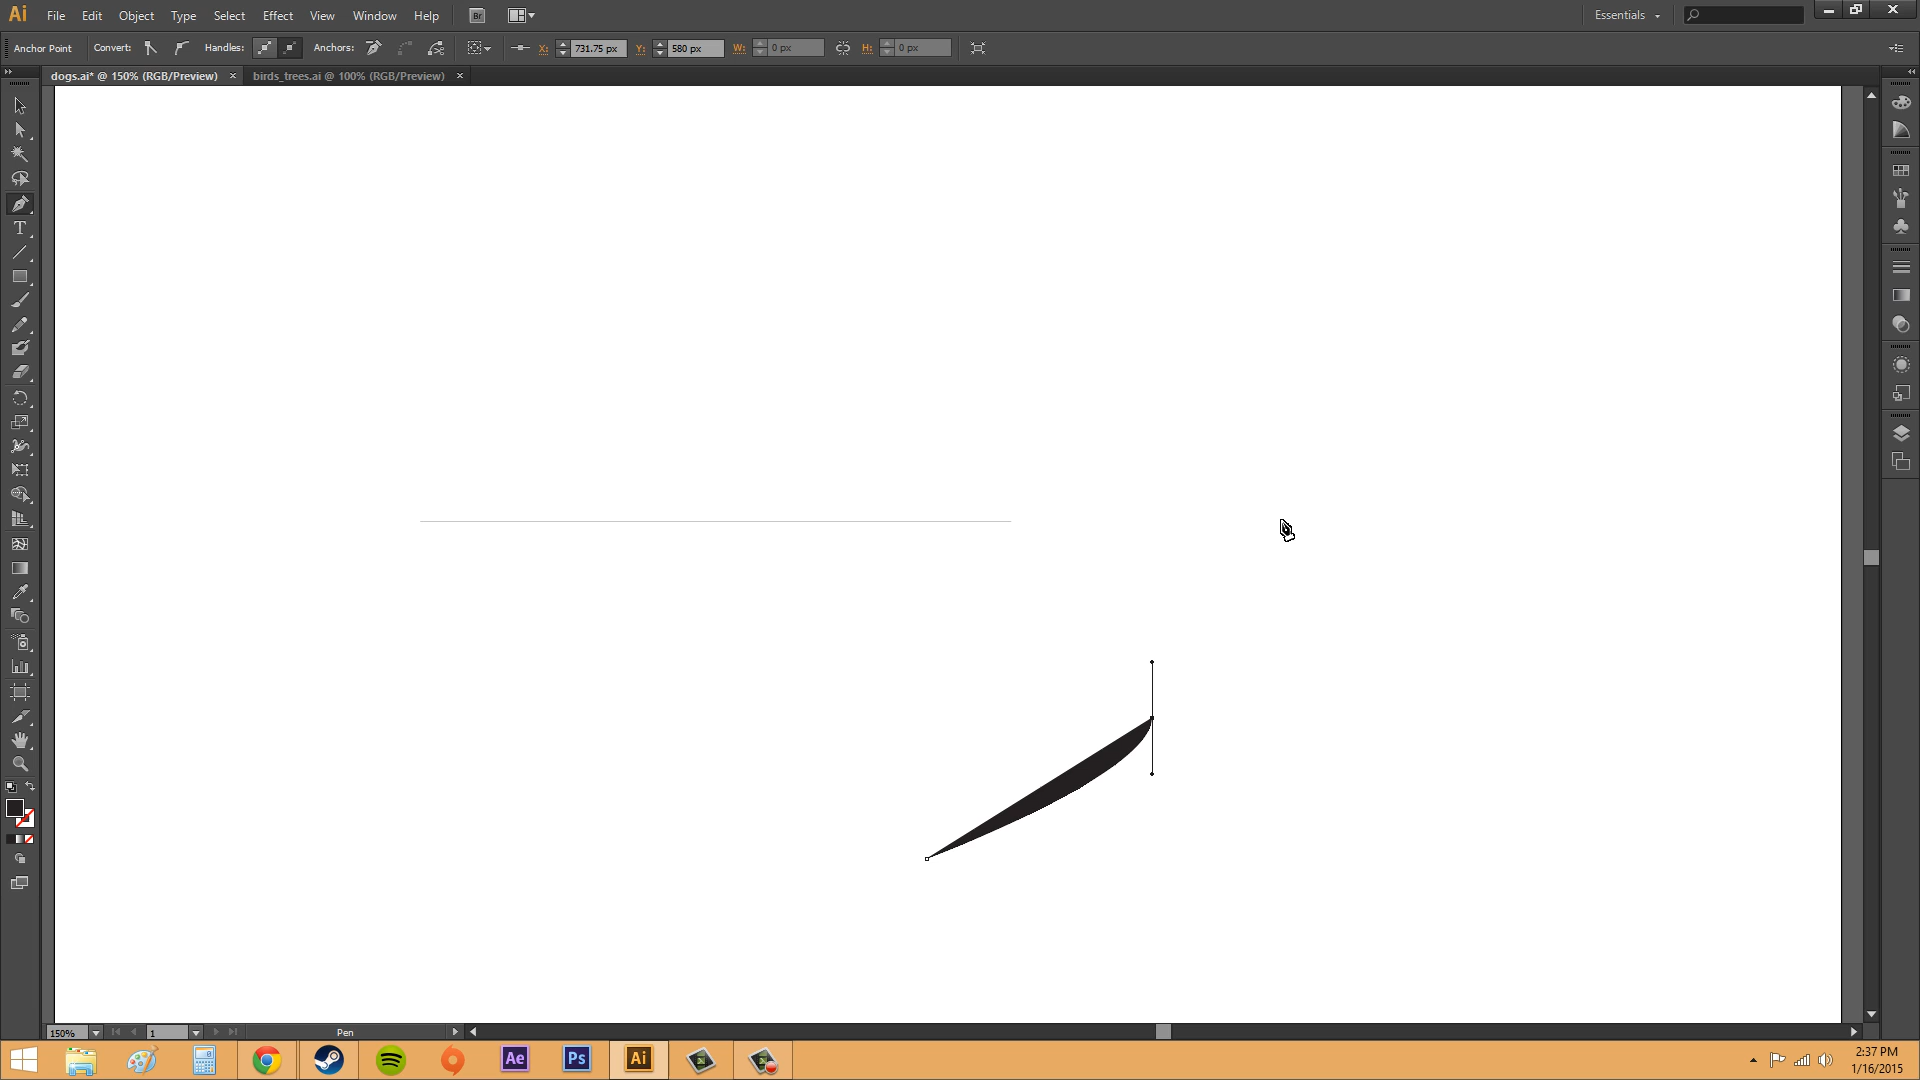 Ai File Edit Object Type Select Effect View Window Help Br Essentials
Anchor Point Convert: Handles: Anchors: X: 731.75 px Y: 580 px W: 0 px H: 0 px
dogs.ai* @ 150% (RGB/Preview) × birds_trees.ai @ 100% (RGB/Preview) ×
T
150% 1 Pen
Ae Ps Ai
2:37 PM
1/16/2015